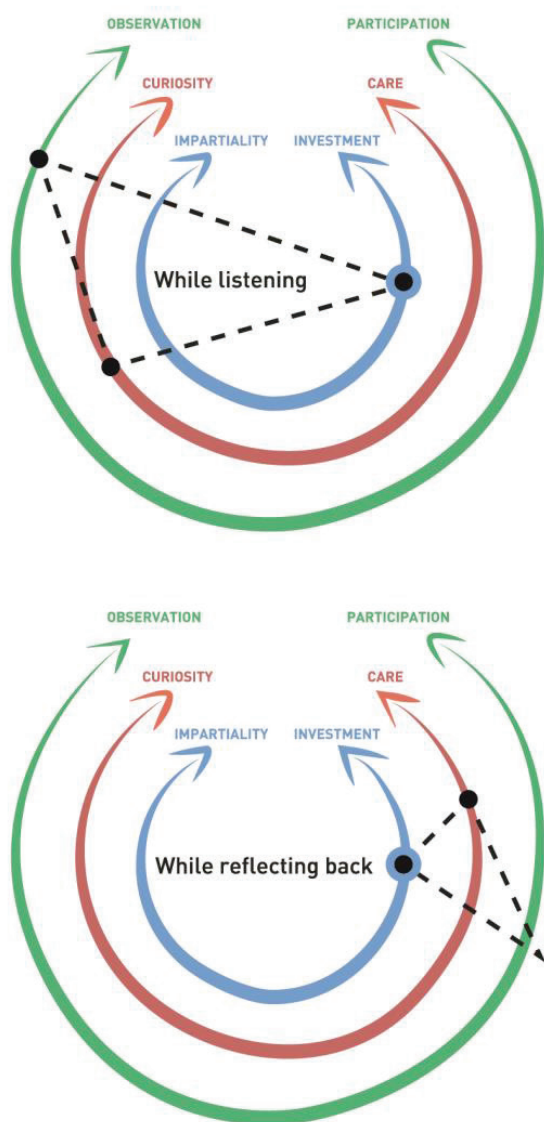 OBSERVATION PARTICIPATION
CURIOSITY CARE
IMPARTIALITY INVESTMENT
While listening
OBSERVATION PARTICIPATION
CURIOSITY CARE
IMPARTIALITY INVESTMENT
While reflecting back